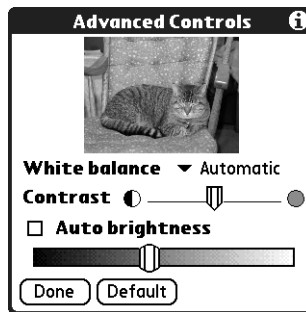 Advanced Controls i
White balance Automatic
Contrast
Auto brightness
Done Default